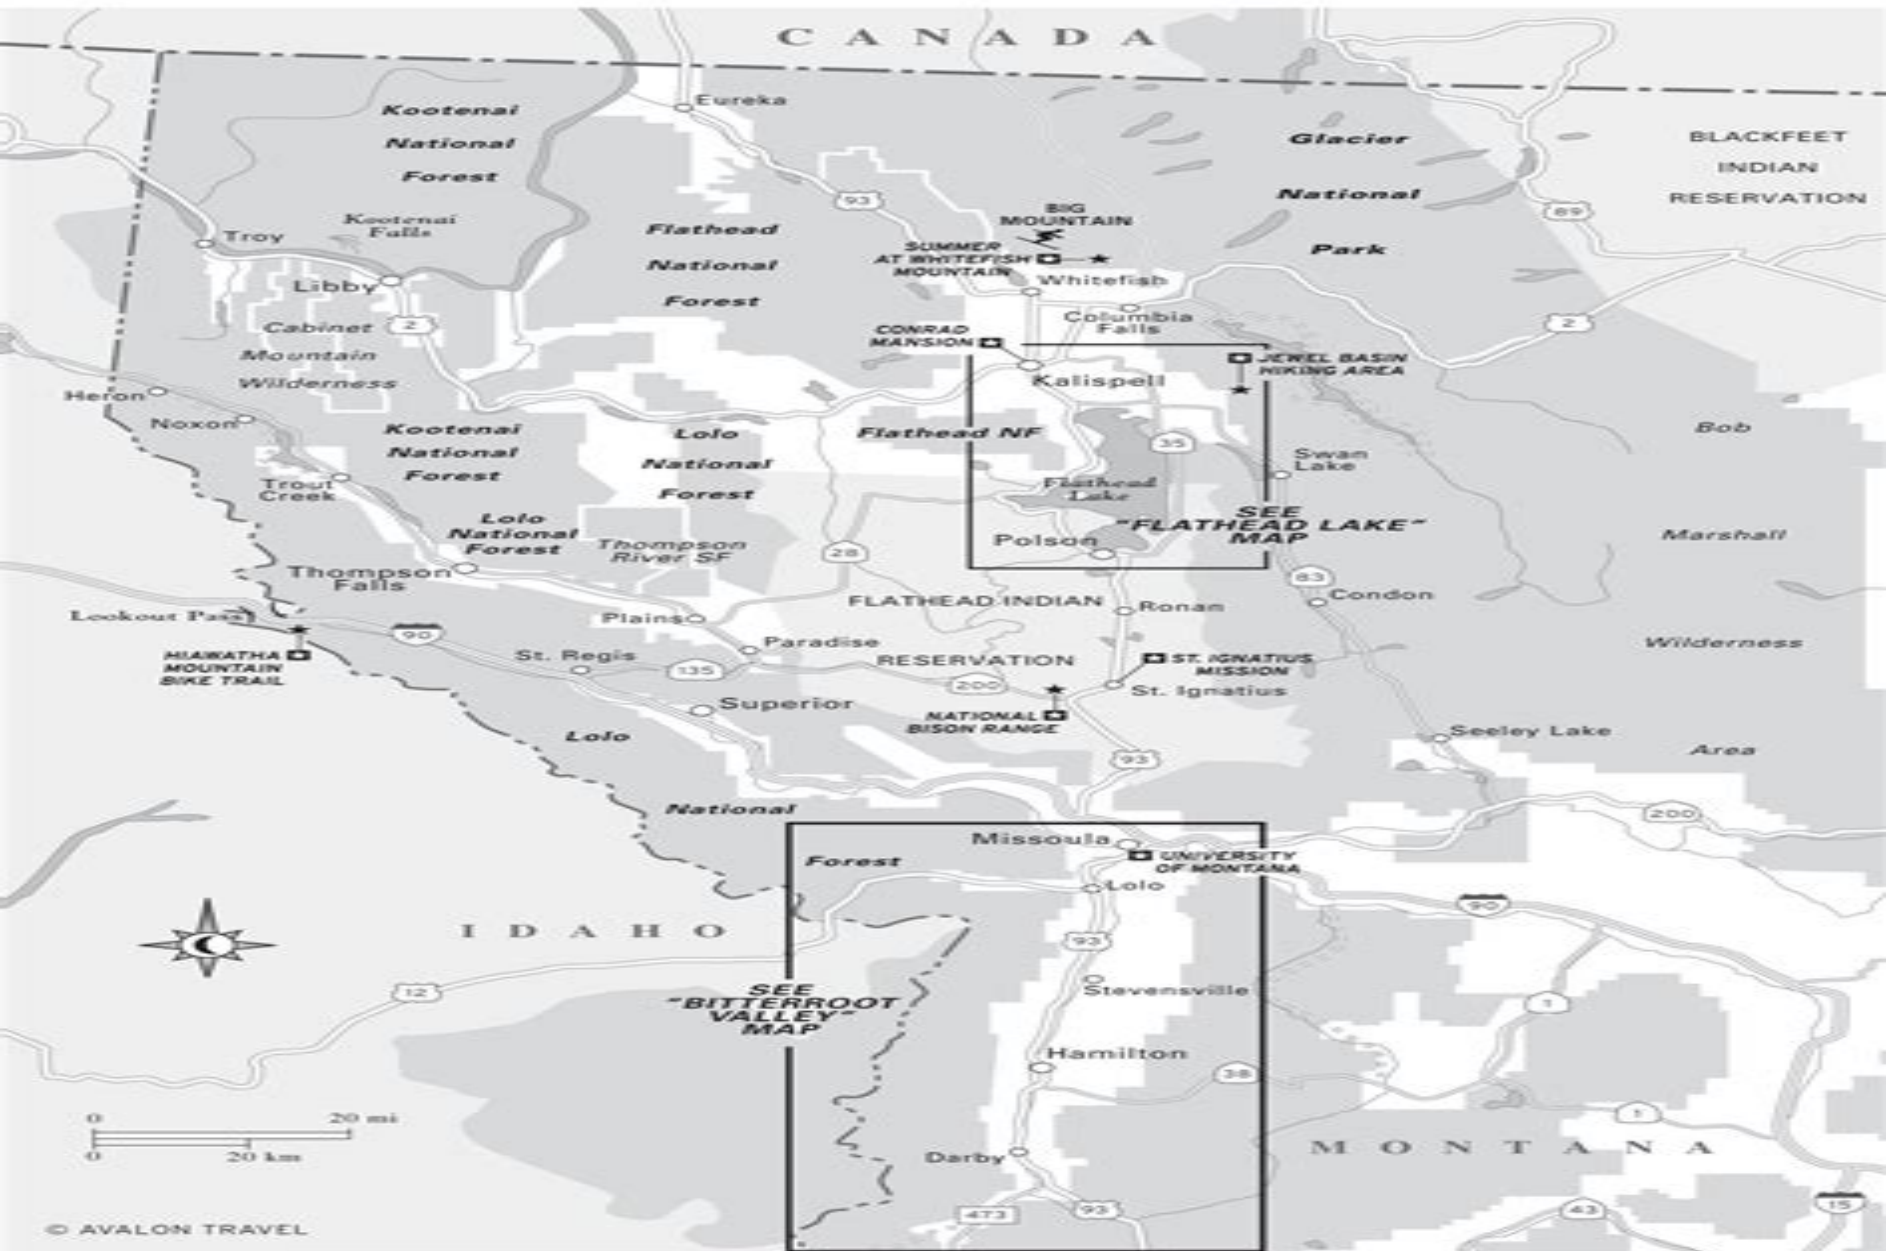 CANADA
Eureka
Kootenai
National
Forest
Glacier
National
Park
BLACKFEET
INDIAN
RESERVATION
93
89
Kootenai
Falls
Troy
Flathead
National
Forest
BIG
MOUNTAIN
SUMMER
AT WHITEFISH
MOUNTAIN
Whitefish
Libby
Columbia
Falls
2
2
Cabinet
Mountain
Wilderness
CONRAD
MANSION
JEWEL BASIN
HIKING AREA
Kalispell
Heron
Noxon
Kootenai
National
Forest
Lolo
National
Forest
Flathead NF
35
Swan
Lake
Bob
Marshall
Wilderness
Area
Trout
Creek
Flathead
Lake
SEE
"FLATHEAD LAKE"
MAP
Lolo
National
Forest
Thompson
River SF
Polson
28
Thompson
Falls
83
Condon
FLATHEAD INDIAN
RESERVATION
Ronan
Lookout Pass
90
Plains
Paradise
HIAWATHA
MOUNTAIN
BIKE TRAIL
St. Regis
135
200
ST. IGNATIUS
MISSION
St. Ignatius
Superior
NATIONAL
BISON RANGE
Seeley Lake
Lolo
National
Forest
93
200
Missoula
UNIVERSITY
OF MONTANA
Lolo
90
IDAHO
93
12
SEE
"BITTERROOT
VALLEY"
MAP
Stevensville
1
Hamilton
38
1
0 20 mi
0 20 km
MONTANA
Darby
473
93
43
15
© AVALON TRAVEL